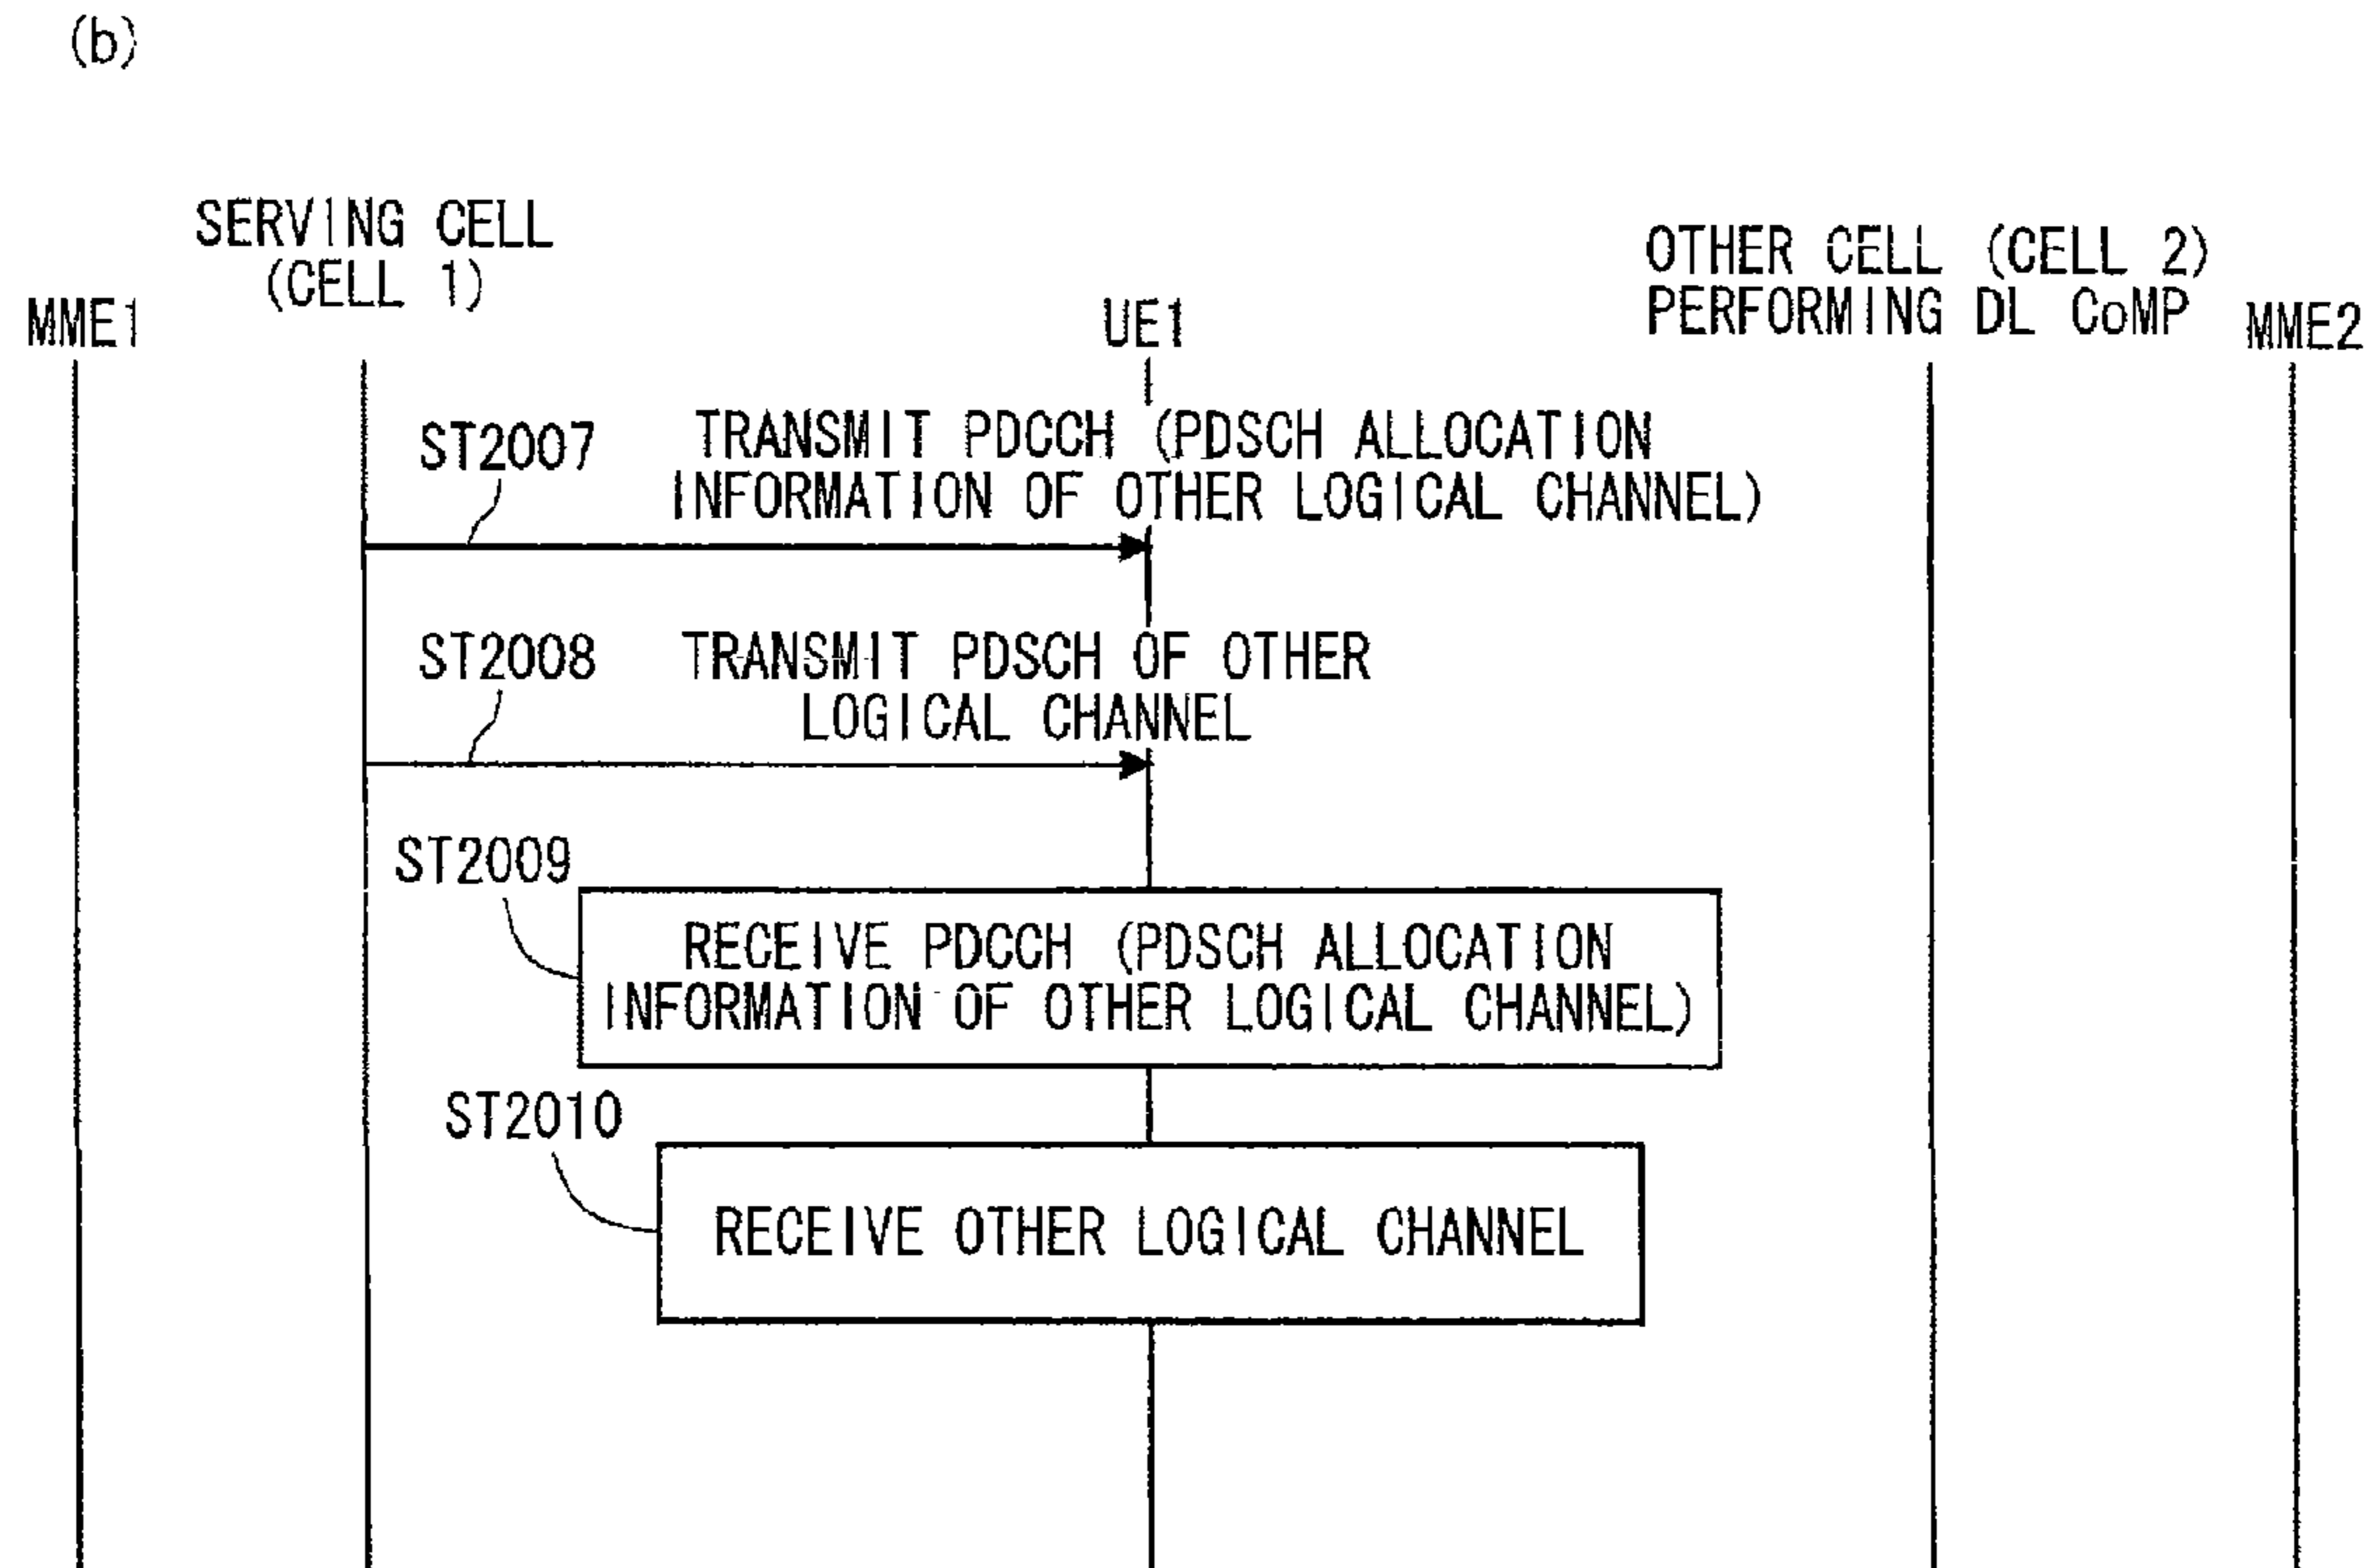 (b)
SERVING CELL
(CELL 1)
OTHER CELL (CELL 2)
PERFORMING DL CoMP
MME1
UE1
MME2
ST2007
TRANSMIT PDCCH (PDSCH ALLOCATION
INFORMATION OF OTHER LOGICAL CHANNEL)
ST2008
TRANSMIT PDSCH OF OTHER
LOGICAL CHANNEL
ST2009
RECEIVE PDCCH (PDSCH ALLOCATION
INFORMATION OF OTHER LOGICAL CHANNEL)
ST2010
RECEIVE OTHER LOGICAL CHANNEL